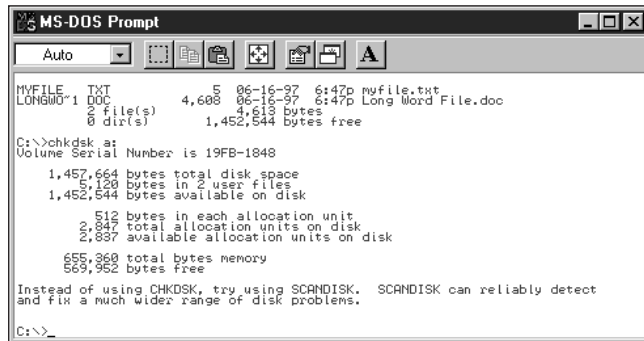 MS-DOS Prompt
Auto
A
MYFILE   TXT             5  06-16-97  6:47p myfile.txt
LONGWO~1 DOC         4,608  06-16-97  6:47p Long Word File.doc
        2 file(s)          4,613 bytes
        0 dir(s)       1,452,544 bytes free
C:\>chkdsk a:
Volume Serial Number is 19FB-1848
1,457,664 bytes total disk space
5,120 bytes in 2 user files
1,452,544 bytes available on disk
512 bytes in each allocation unit
2,847 total allocation units on disk
2,837 available allocation units on disk
655,360 total bytes memory
569,952 bytes free
Instead of using CHKDSK, try using SCANDISK.  SCANDISK can reliably detect
and fix a much wider range of disk problems.
C:\>_